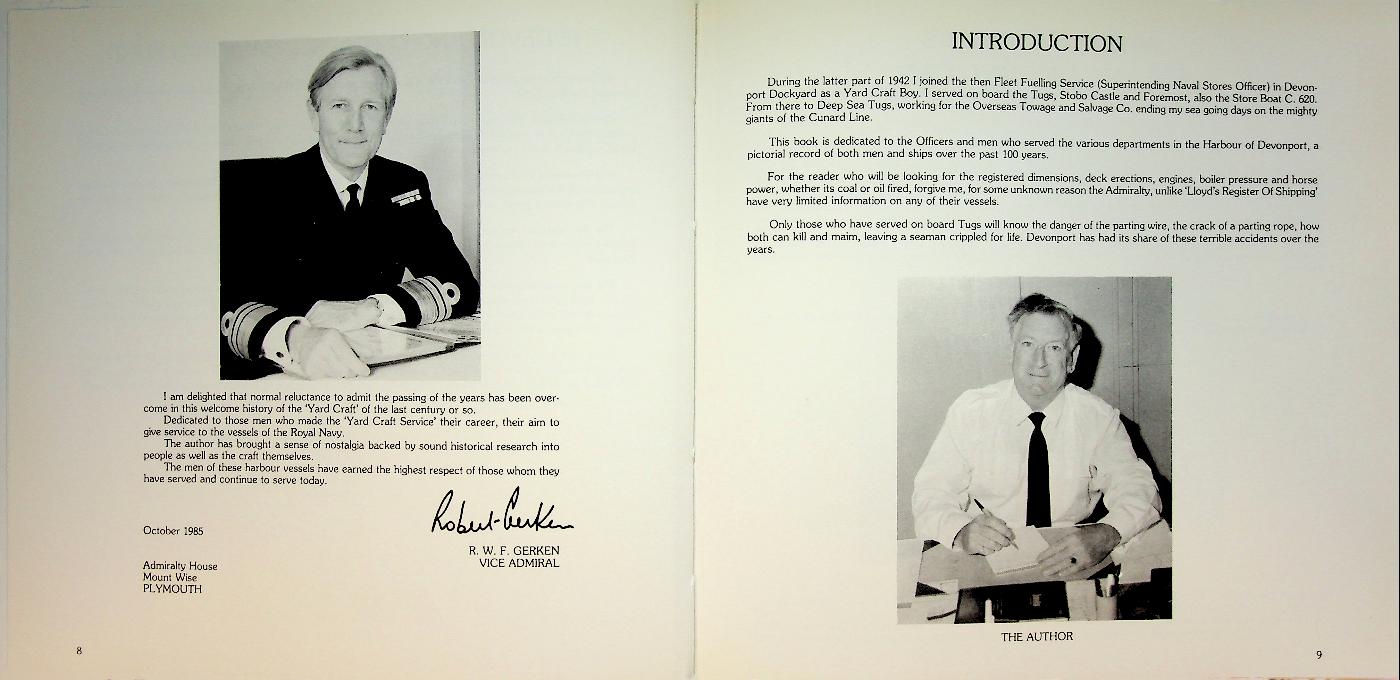 I am delighted that normal reluctance to admit the passing of the years has been over-
come in this welcome history of the 'Yard Craft' of the last century or so.
Dedicated to those men who made the 'Yard Craft Service' their career, their aim to
give service to the vessels of the Royal Navy.
The author has brought a sense of nostalgia backed by sound historical research into
people as well as the craft themselves.
The men of these harbour vessels have earned the highest respect of those whom they
have served and continue to serve today.
Robert Gerken
October 1985
R. W. F. GERKEN
VICE ADMIRAL
Admiralty House
Mount Wise
PLYMOUTH
8
INTRODUCTION
During the latter part of 1942 I joined the then Fleet Fuelling Service (Superintending Naval Stores Officer) in Devon-
port Dockyard as a Yard Craft Boy. I served on board the Tugs, Stobo Castle and Foremost, also the Store Boat C. 620.
From there to Deep Sea Tugs, working for the Overseas Towage and Salvage Co. ending my sea going days on the mighty
giants of the Cunard Line.
This book is dedicated to the Officers and men who served the various departments in the Harbour of Devonport, a
pictorial record of both men and ships over the past 100 years.
For the reader who will be looking for the registered dimensions, deck erections, engines, boiler pressure and horse
power, whether its coal or oil fired, forgive me, for some unknown reason the Admiralty, unlike 'Lloyd's Register Of Shipping'
have very limited information on any of their vessels.
Only those who have served on board Tugs will know the danger of the parting wire, the crack of a parting rope, how
both can kill and maim, leaving a seaman crippled for life. Devonport has had its share of these terrible accidents over the
years.
THE AUTHOR
9